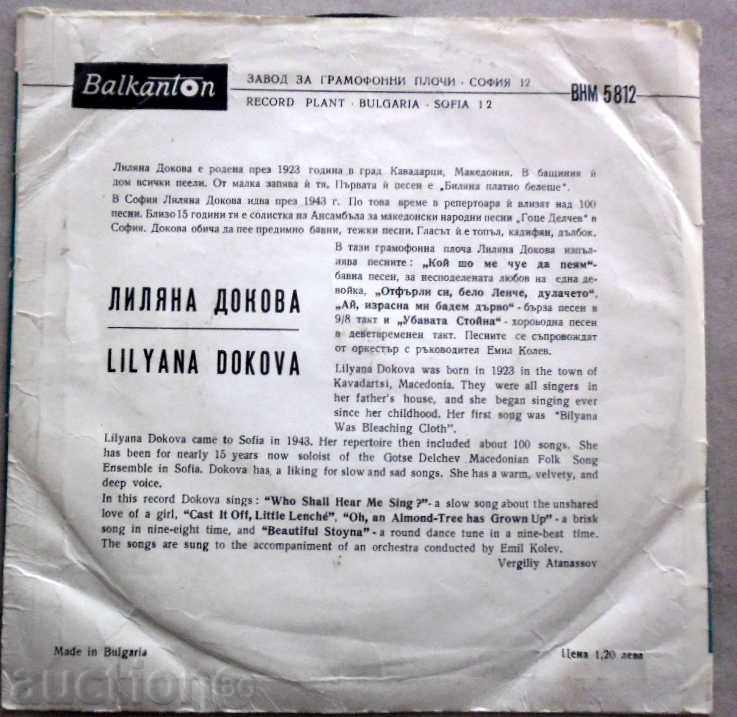 Balkanton
ЗАВОД ЗА ГРАМОФОННИ ПЛОЧИ · СОФИЯ 12
RECORD PLANT · BULGARIA · SOFIA 12
ВНМ 5812
Лиляна Докова е родена през 1923 година в град Кавадарци, Македония. В бащиния ѝ
дом всички пеели. От малка запява ѝ тя. Първата ѝ песен е „Биляна платно белеше“.
В София Лиляна Докова идва през 1943 г. По това време в репертоара ѝ влизат над 100
песни. Близо 15 години тя е солистка на Ансамбъла за македонски народни песни „Гоце Делчев“ в
София. Докова обича да пее предимно бавни, тежки песни. Гласът ѝ е топъл, кадифян, дълбок.
В тази грамофонна плоча Лиляна Докова изпъл-
нява песните: „Кой шо ме чуе да пеям“-
бавна песен, за несподелената любов на една де-
войка, „Отфърли си, бело Ленче, дулачето“,
„Ай, израсна ми бадем дърво“ - бърза песен в
9/8 такт и „Убавата Стойна“ - хороводна песен
в деветвременен такт. Песните се съпровождат
от оркестър с ръководител Емил Колев.
ЛИЛЯНА ДОКОВА
LILYANA DOKOVA
Lilyana Dokova was born in 1923 in the town of
Kavadartsi, Macedonia. They were all singers in
her father's house, and she began singing ever
since her childhood. Her first song was "Bilyana
Was Bleaching Cloth".
Lilyana Dokova came to Sofia in 1943. Her repertoire then included about 100 songs. She
has been for nearly 15 years now soloist of the Gotse Delchev Macedonian Folk Song
Ensemble in Sofia. Dokova has a liking for slow and sad songs. She has a warm, velvety, and
deep voice.
In this record Dokova sings: "Who Shall Hear Me Sing?"- a slow song about the unshared
love of a girl, "Cast It Off, Little Lenché", "Oh, an Almond-Tree has Grown Up" - a brisk
song in nine-eight time, and "Beautiful Stoyna" - a round dance tune in a nine-beat time.
The songs are sung to the accompaniment of an orchestra conducted by Emil Kolev.
Vergiliy Atanassov
Made in Bulgaria
Цена 1,20 лева
auction